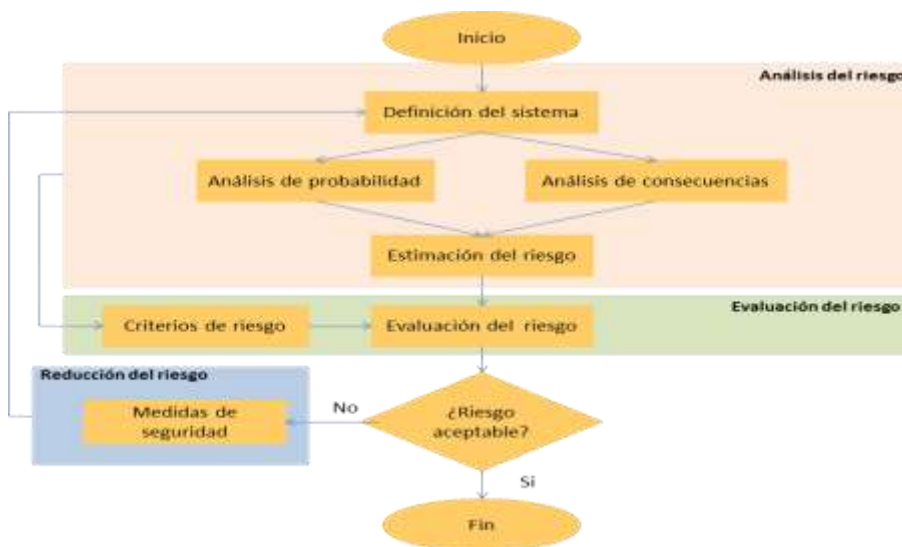 Inicio
Análisis del riesgo
Definición del sistema
Análisis de probabilidad
Análisis de consecuencias
Estimación del riesgo
Evaluación del riesgo
Criterios de riesgo
Evaluación del riesgo
Reducción del riesgo
Medidas de
seguridad
No
¿Riesgo
aceptable?
Si
Fin